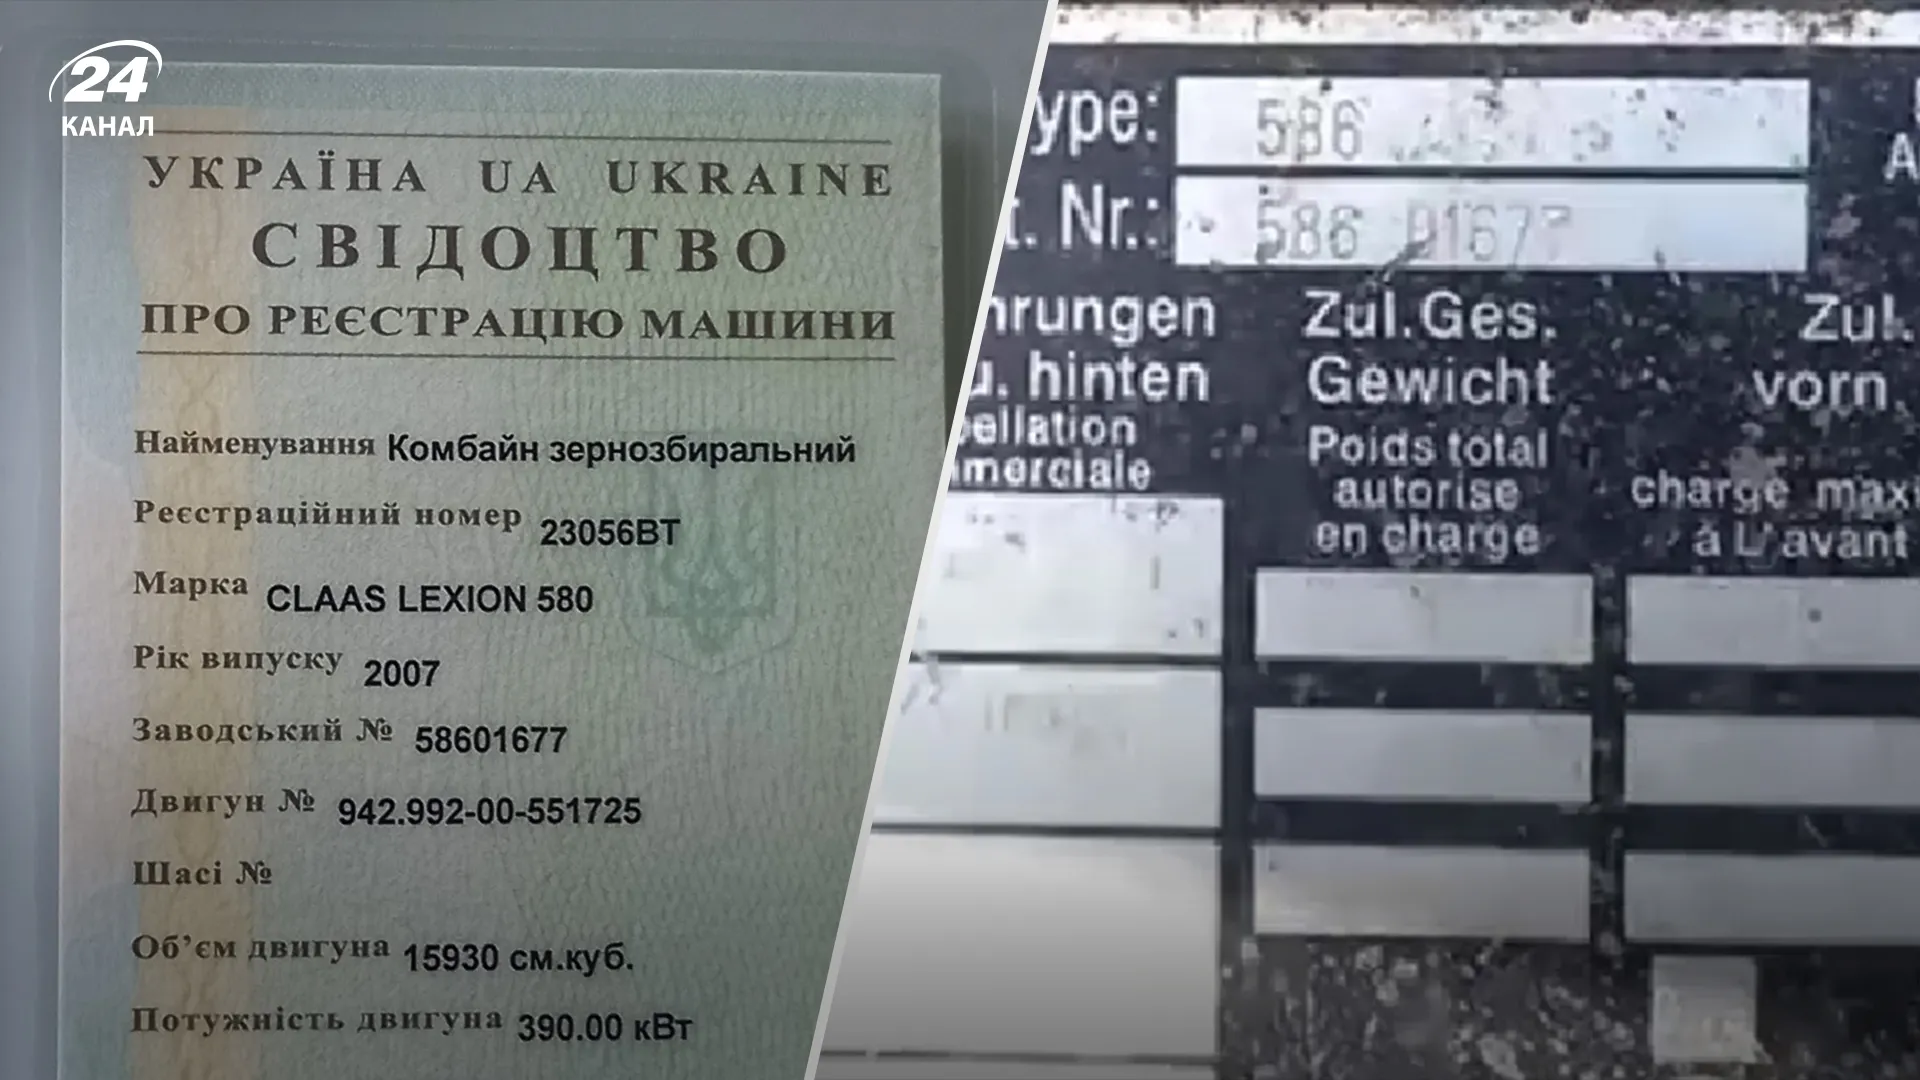 24
КАНАЛ
УКРАЇНА UA UKRAINE
СВІДОЦТВО
ПРО РЕЄСТРАЦІЮ МАШИНИ
Найменування Комбайн зернозбиральний
Реєстраційний номер 23056ВТ
Марка CLAAS LEXION 580
Рік випуску 2007
Заводський № 58601677
Двигун № 942.992-00-551725
Шасі №
Об’єм двигуна 15930 см.куб.
Потужність двигуна 390.00 кВт
ype: 586
t. Nr.: 586 01677
hrungen
u. hinten
ellation
merciale
Zul.Ges.
Gewicht
Poids total
autorise
en charge
Zul.
vorn
charge maxi
à L'avant